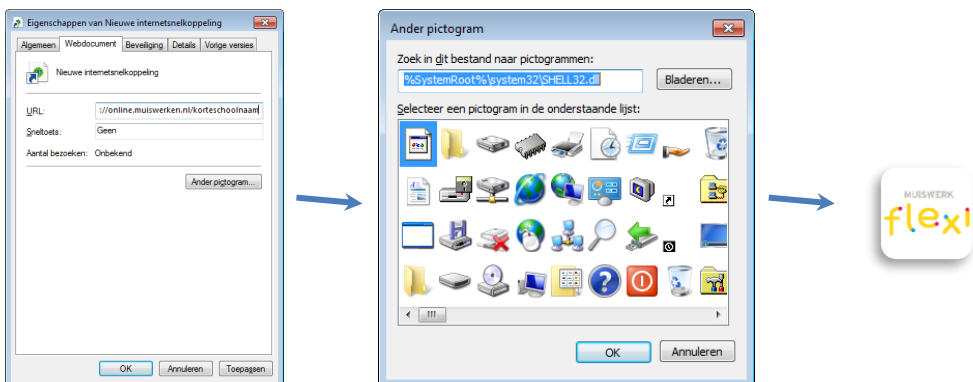 Eigenschappen van Nieuwe internetsnelkoppeling
Algemeen Webdocument Beveiliging Details Vorige versies
Nieuwe internetsnelkoppeling
URL: ://online.muiswerken.nl/korteschoolnaam
Sneltoets: Geen
Aantal bezoeken: Onbekend
Ander pictogram...
OK Annuleren Toepassen
Ander pictogram
Zoek in dit bestand naar pictogrammen:
%SystemRoot%\system32\SHELL32.dll
Bladeren...
Selecteer een pictogram in de onderstaande lijst:
OK Annuleren
MUISWERK
flexi